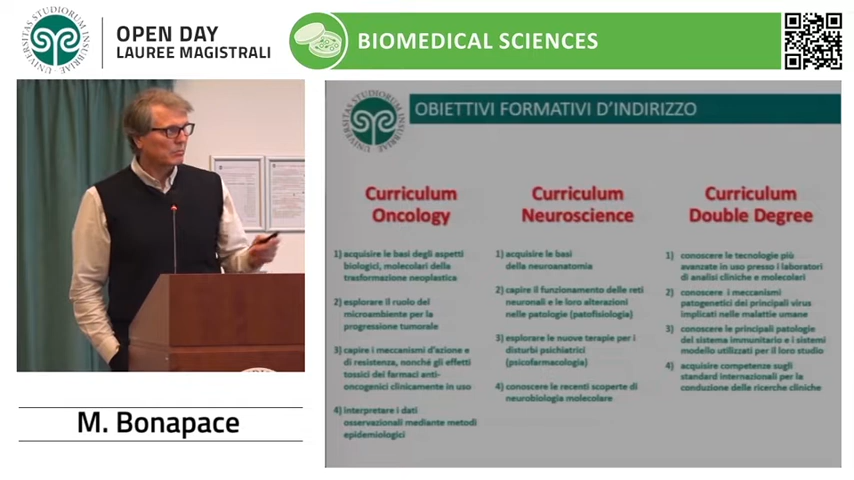 OPEN DAY
LAUREE MAGISTRALI
BIOMEDICAL SCIENCES
UNIVERSITAS STUDIORUM INSUBRIAE
OBIETTIVI FORMATIVI D'INDIRIZZO
Curriculum
Oncology
1) acquisire le basi degli aspetti
biologici, molecolari della
trasformazione neoplastica
2) esplorare il ruolo del
microambiente per la
progressione tumorale
3) capire i meccanismi d'azione e
di resistenza, nonché gli effetti
tossici dei farmaci anti-
oncogenici clinicamente in uso
4) interpretare i dati
osservazionali mediante metodi
epidemiologici
Curriculum
Neuroscience
1) acquisire le basi
della neuroanatomia
2) capire il funzionamento delle reti
neuronali e le loro alterazioni
nelle patologie (patofisiologia)
3) esplorare le nuove terapie per i
disturbi psichiatrici
(psicofarmacologia)
4) conoscere le recenti scoperte di
neurobiologia molecolare
Curriculum
Double Degree
1) conoscere le tecnologie più
avanzate in uso presso i laboratori
di analisi cliniche e molecolari
2) conoscere i meccanismi
patogenetici dei principali virus
implicati nelle malattie umane
3) conoscere le principali patologie
del sistema immunitario e i sistemi
modello utilizzati per il loro studio
4) acquisire competenze sugli
standard internazionali per la
conduzione delle ricerche cliniche
M. Bonapace